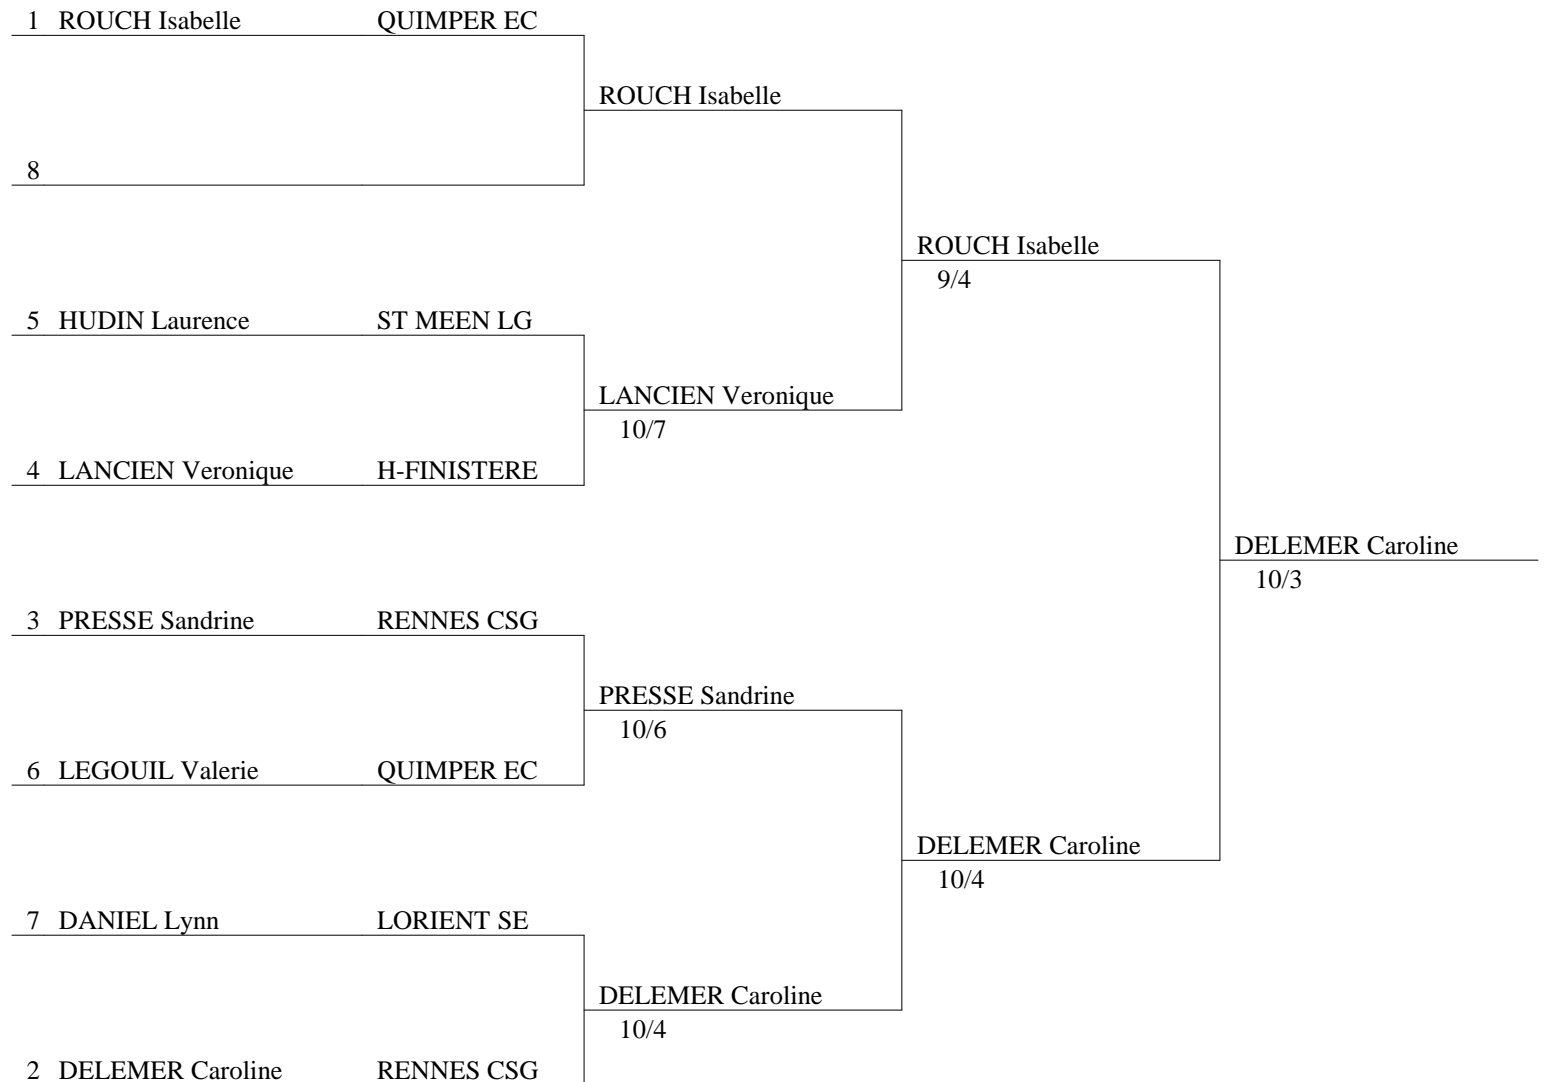 1 ROUCH Isabelle QUIMPER EC
ROUCH Isabelle
8
ROUCH Isabelle
9/4
5 HUDIN Laurence ST MEEN LG
LANCIEN Veronique
10/7
4 LANCIEN Veronique H-FINISTERE
DELEMER Caroline
10/3
3 PRESSE Sandrine RENNES CSG
PRESSE Sandrine
10/6
6 LEGOUIL Valerie QUIMPER EC
DELEMER Caroline
10/4
7 DANIEL Lynn LORIENT SE
DELEMER Caroline
10/4
2 DELEMER Caroline RENNES CSG